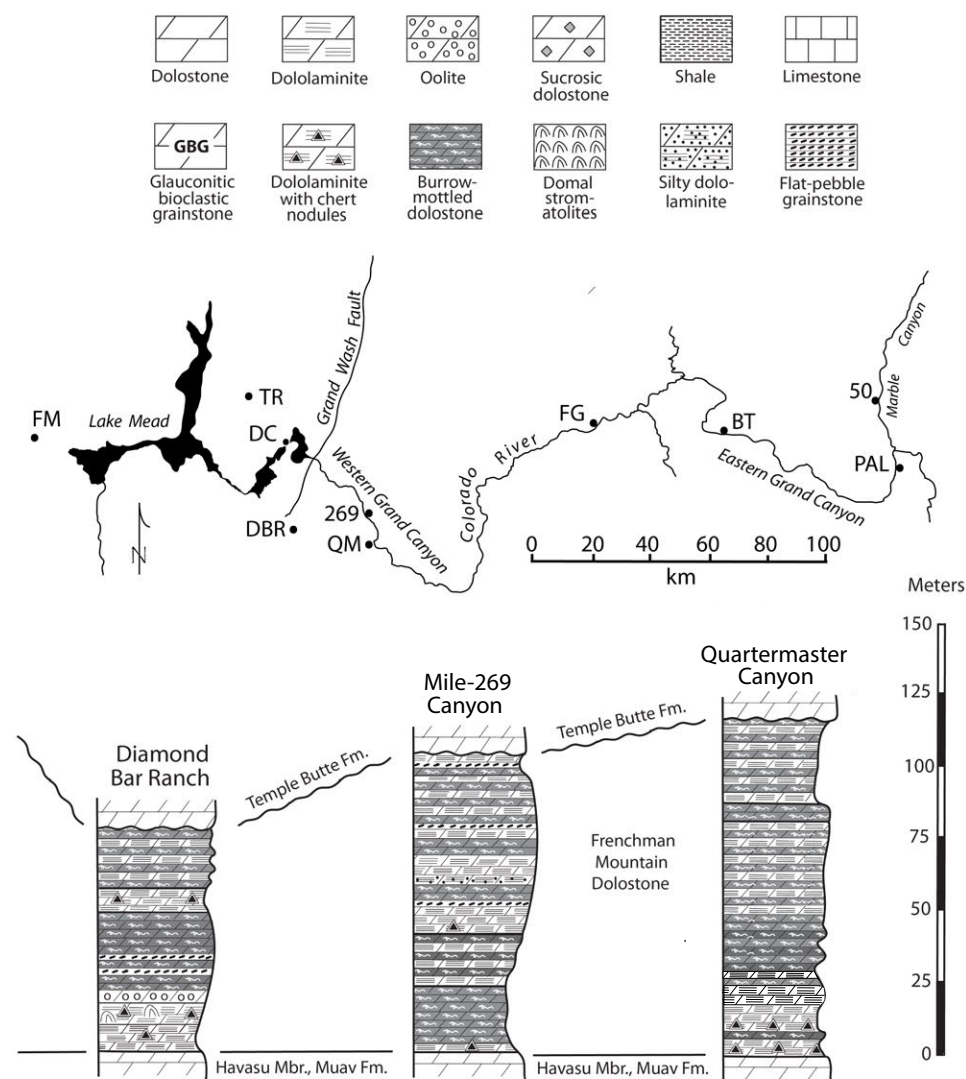 Dolostone
Dololaminite
Oolite
Sucrosic
dolostone
Shale
Limestone
GBG
Glauconitic
bioclastic
grainstone
Dololaminite
with chert
nodules
Burrow-
mottled
dolostone
Domal
strom-
atolites
Silty dolo-
laminite
Flat-pebble
grainstone
FM
Lake Mead
TR
DC
Grand Wash Fault
DBR
269
QM
Western Grand Canyon
Colorado River
FG
BT
Eastern Grand Canyon
50
Marble Canyon
PAL
N
0 20 40 60 80 100
km
Meters
150
125
100
75
50
25
0
Diamond
Bar Ranch
Temple Butte Fm.
Mile-269
Canyon
Temple Butte Fm.
Quartermaster
Canyon
Frenchman
Mountain
Dolostone
Havasu Mbr., Muav Fm.
Havasu Mbr., Muav Fm.